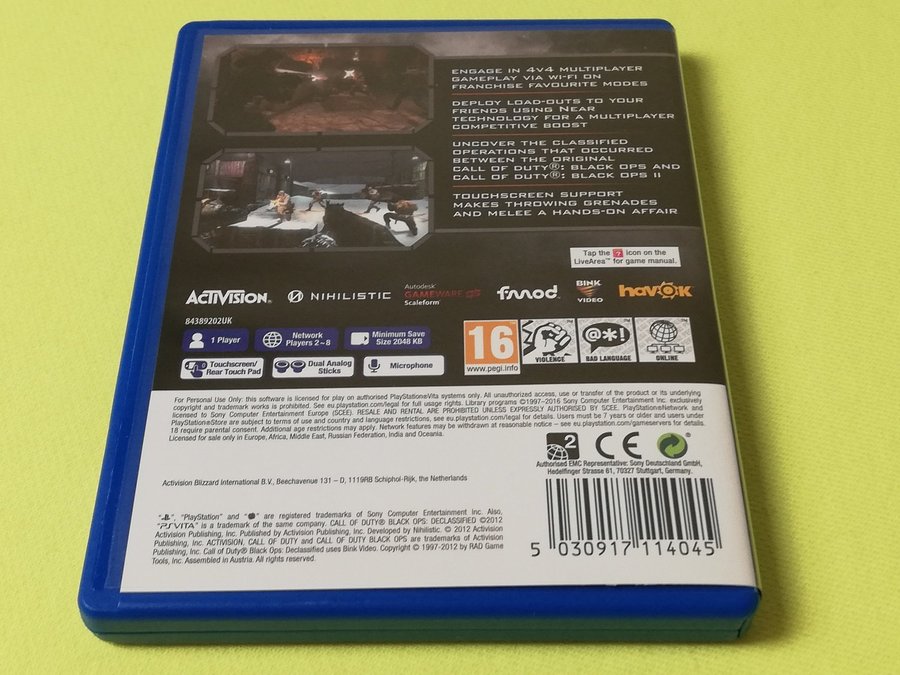 ENGAGE IN 4V4 MULTIPLAYER
GAMEPLAY VIA WI-FI ON
FRANCHISE FAVOURITE MODES
DEPLOY LOAD-OUTS TO YOUR
FRIENDS USING NEAR
TECHNOLOGY FOR A MULTIPLAYER
COMPETITIVE BOOST
UNCOVER THE CLASSIFIED
OPERATIONS THAT OCCURRED
BETWEEN THE ORIGINAL
CALL OF DUTY®: BLACK OPS AND
CALL OF DUTY®: BLACK OPS II
TOUCHSCREEN SUPPORT
MAKES THROWING GRENADES
AND MELEE A HANDS-ON AFFAIR
Tap the ? icon on the
LiveArea™ for game manual.
ACTIVISION. NIHILISTIC Autodesk GAMEWARE Scaleform fmod BINK VIDEO havok
84389202UK
1 Player
Network
Players 2~8
Minimum Save
Size 2048 KB
Touchscreen/
Rear Touch Pad
Dual Analog
Sticks
Microphone
16
www.pegi.info
VIOLENCE
@*!
BAD LANGUAGE
ONLINE
For Personal Use Only: this software is licensed for play on authorised PlayStation®Vita systems only. All unauthorized access, use or transfer of the product or its underlying
copyright and trademark works is prohibited. See eu.playstation.com/legal for full usage rights. Library programs ©1997-2016 Sony Computer Entertainment Inc. exclusively
licensed to Sony Computer Entertainment Europe (SCEE). RESALE AND RENTAL ARE PROHIBITED UNLESS EXPRESSLY AUTHORISED BY SCEE. PlayStation®Network and
PlayStation®Store are subject to terms of use and country and language restrictions, see eu.playstation.com/legal for details. Users must be 7 years or older and users under
18 require parental consent. Additional age restrictions may apply. Network features may be withdrawn at reasonable notice – see eu.playstation.com/gameservers for details.
Licensed for sale only in Europe, Africa, Middle East, Russian Federation, India and Oceania.
2 CE
Authorised EMC Representative: Sony Deutschland GmbH,
Hedelfinger Strasse 61, 70327 Stuttgart, Germany.
Activision Blizzard International B.V., Beechavenue 131 – D, 1119RB Schiphol-Rijk, the Netherlands
", "PlayStation" and " " are registered trademarks of Sony Computer Entertainment Inc. Also,
"PSVITA" is a trademark of the same company. CALL OF DUTY® BLACK OPS: DECLASSIFIED ©2012
Activision Publishing, Inc. Published by Activision Publishing, Inc. Developed by Nihilistic. © 2012 Activision
Publishing, Inc. ACTIVISION, CALL OF DUTY and CALL OF DUTY BLACK OPS are trademarks of Activision
Publishing, Inc. Call of Duty® Black Ops: Declassified uses Bink Video. Copyright © 1997-2012 by RAD Game
Tools, Inc. Assembled in Austria. All rights reserved.
5 030917 114045